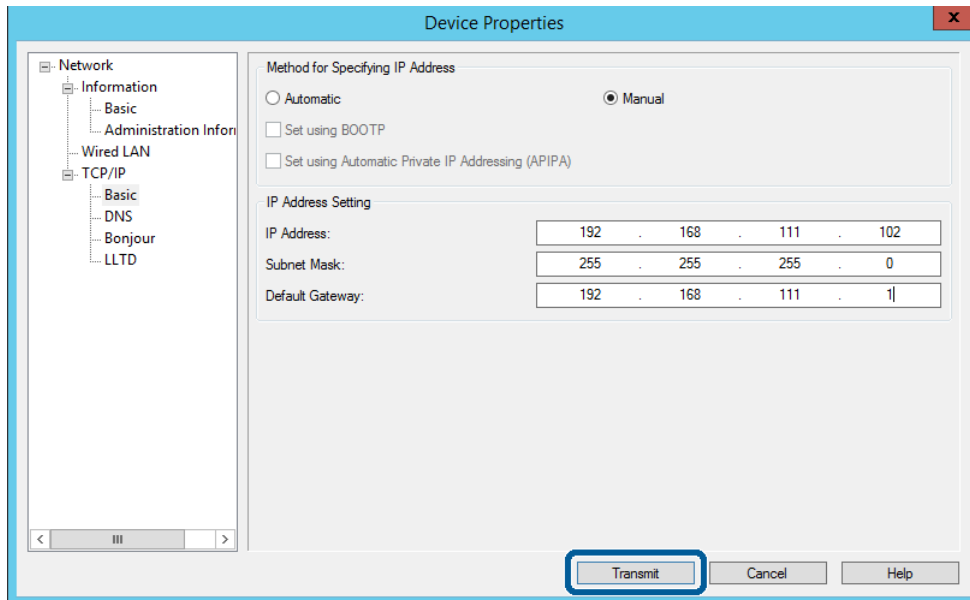 Device Properties
x
Network
Information
Basic
Administration Infor
Wired LAN
TCP/IP
Basic
DNS
Bonjour
LLTD
Method for Specifying IP Address
Automatic
Manual
Set using BOOTP
Set using Automatic Private IP Addressing (APIPA)
IP Address Setting
IP Address: 192 . 168 . 111 . 102
Subnet Mask: 255 . 255 . 255 . 0
Default Gateway: 192 . 168 . 111 . 1
Transmit Cancel Help